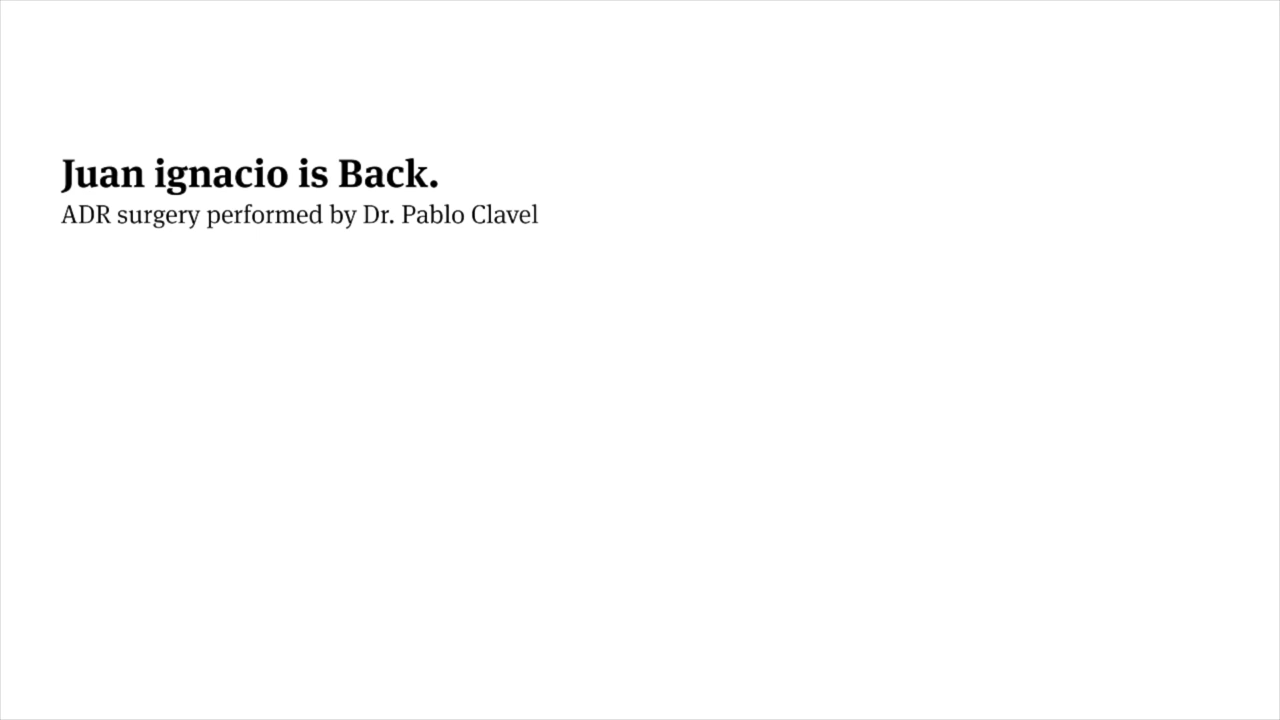 Juan ignacio is Back.
ADR surgery performed by Dr. Pablo Clavel